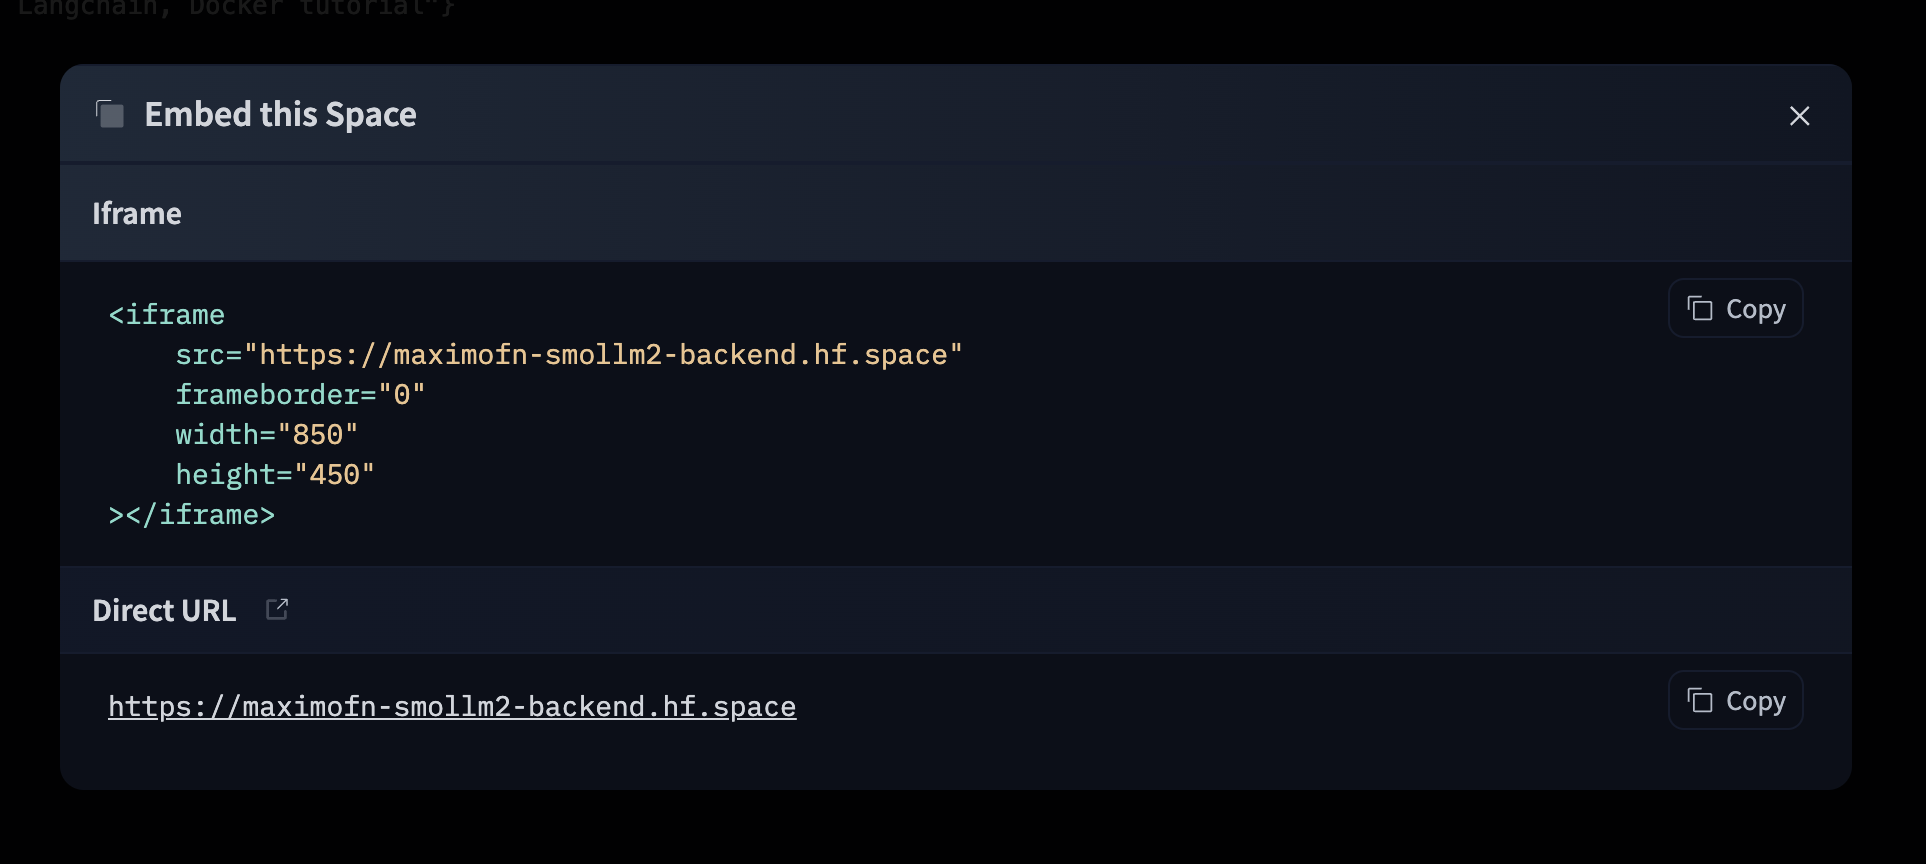 Langchain, Docker tutorial"}
Embed this Space
Iframe
Copy
<iframe
src="https://maximofn-smollm2-backend.hf.space"
frameborder="0"
width="850"
height="450"
></iframe>
Direct URL
Copy
https://maximofn-smollm2-backend.hf.space